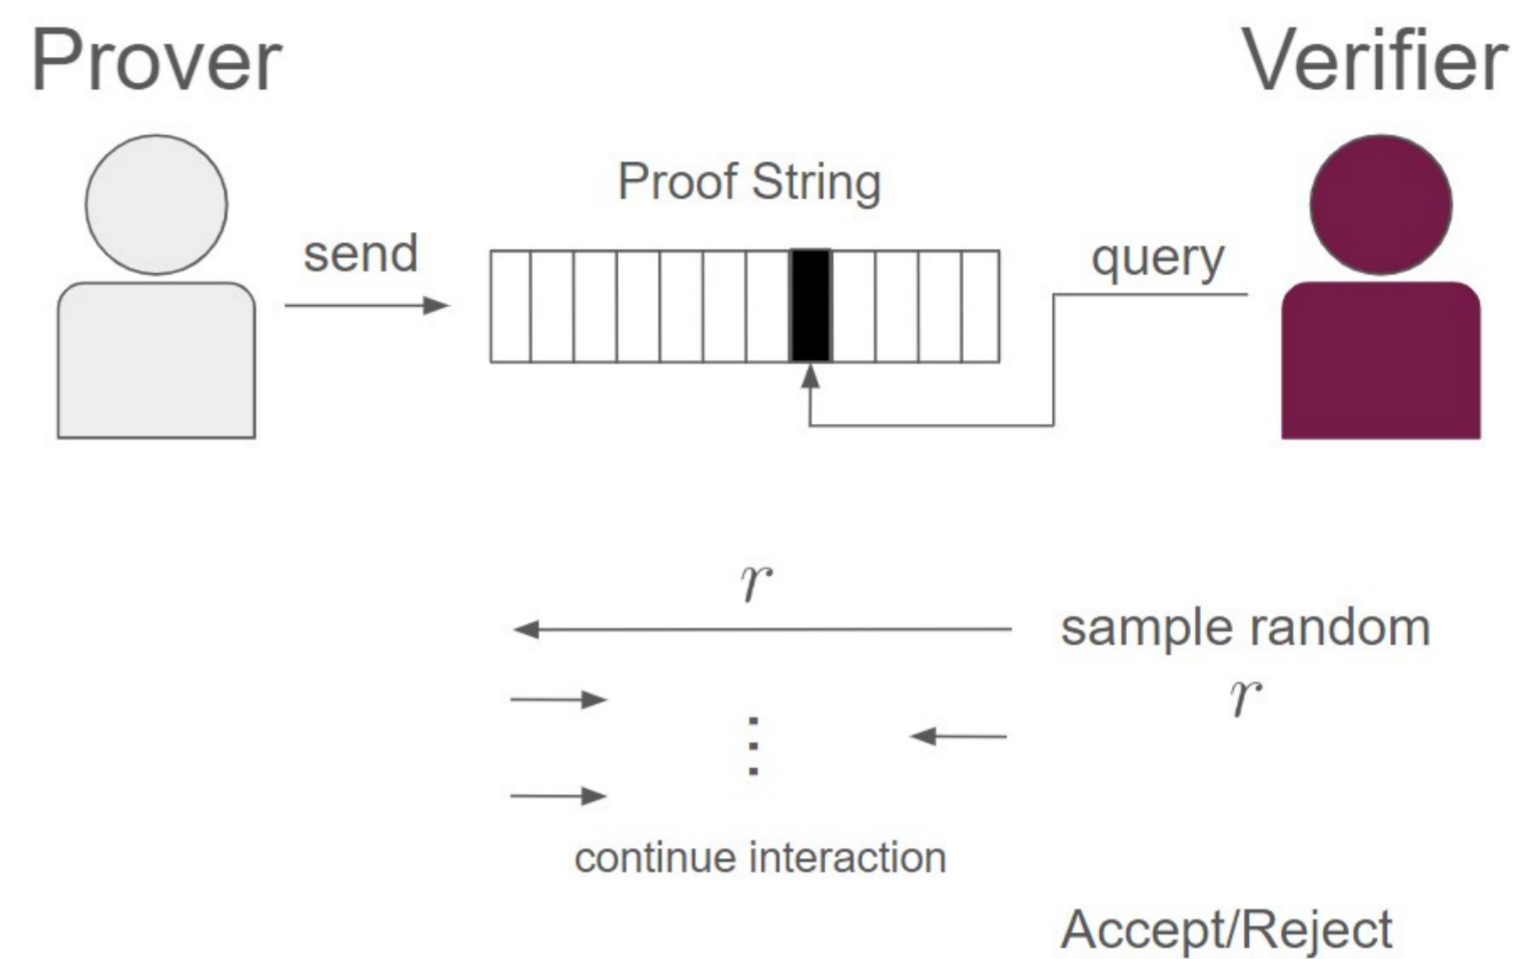 Prover
Verifier
Proof String
send
query
r
sample random
r
continue interaction
Accept/Reject